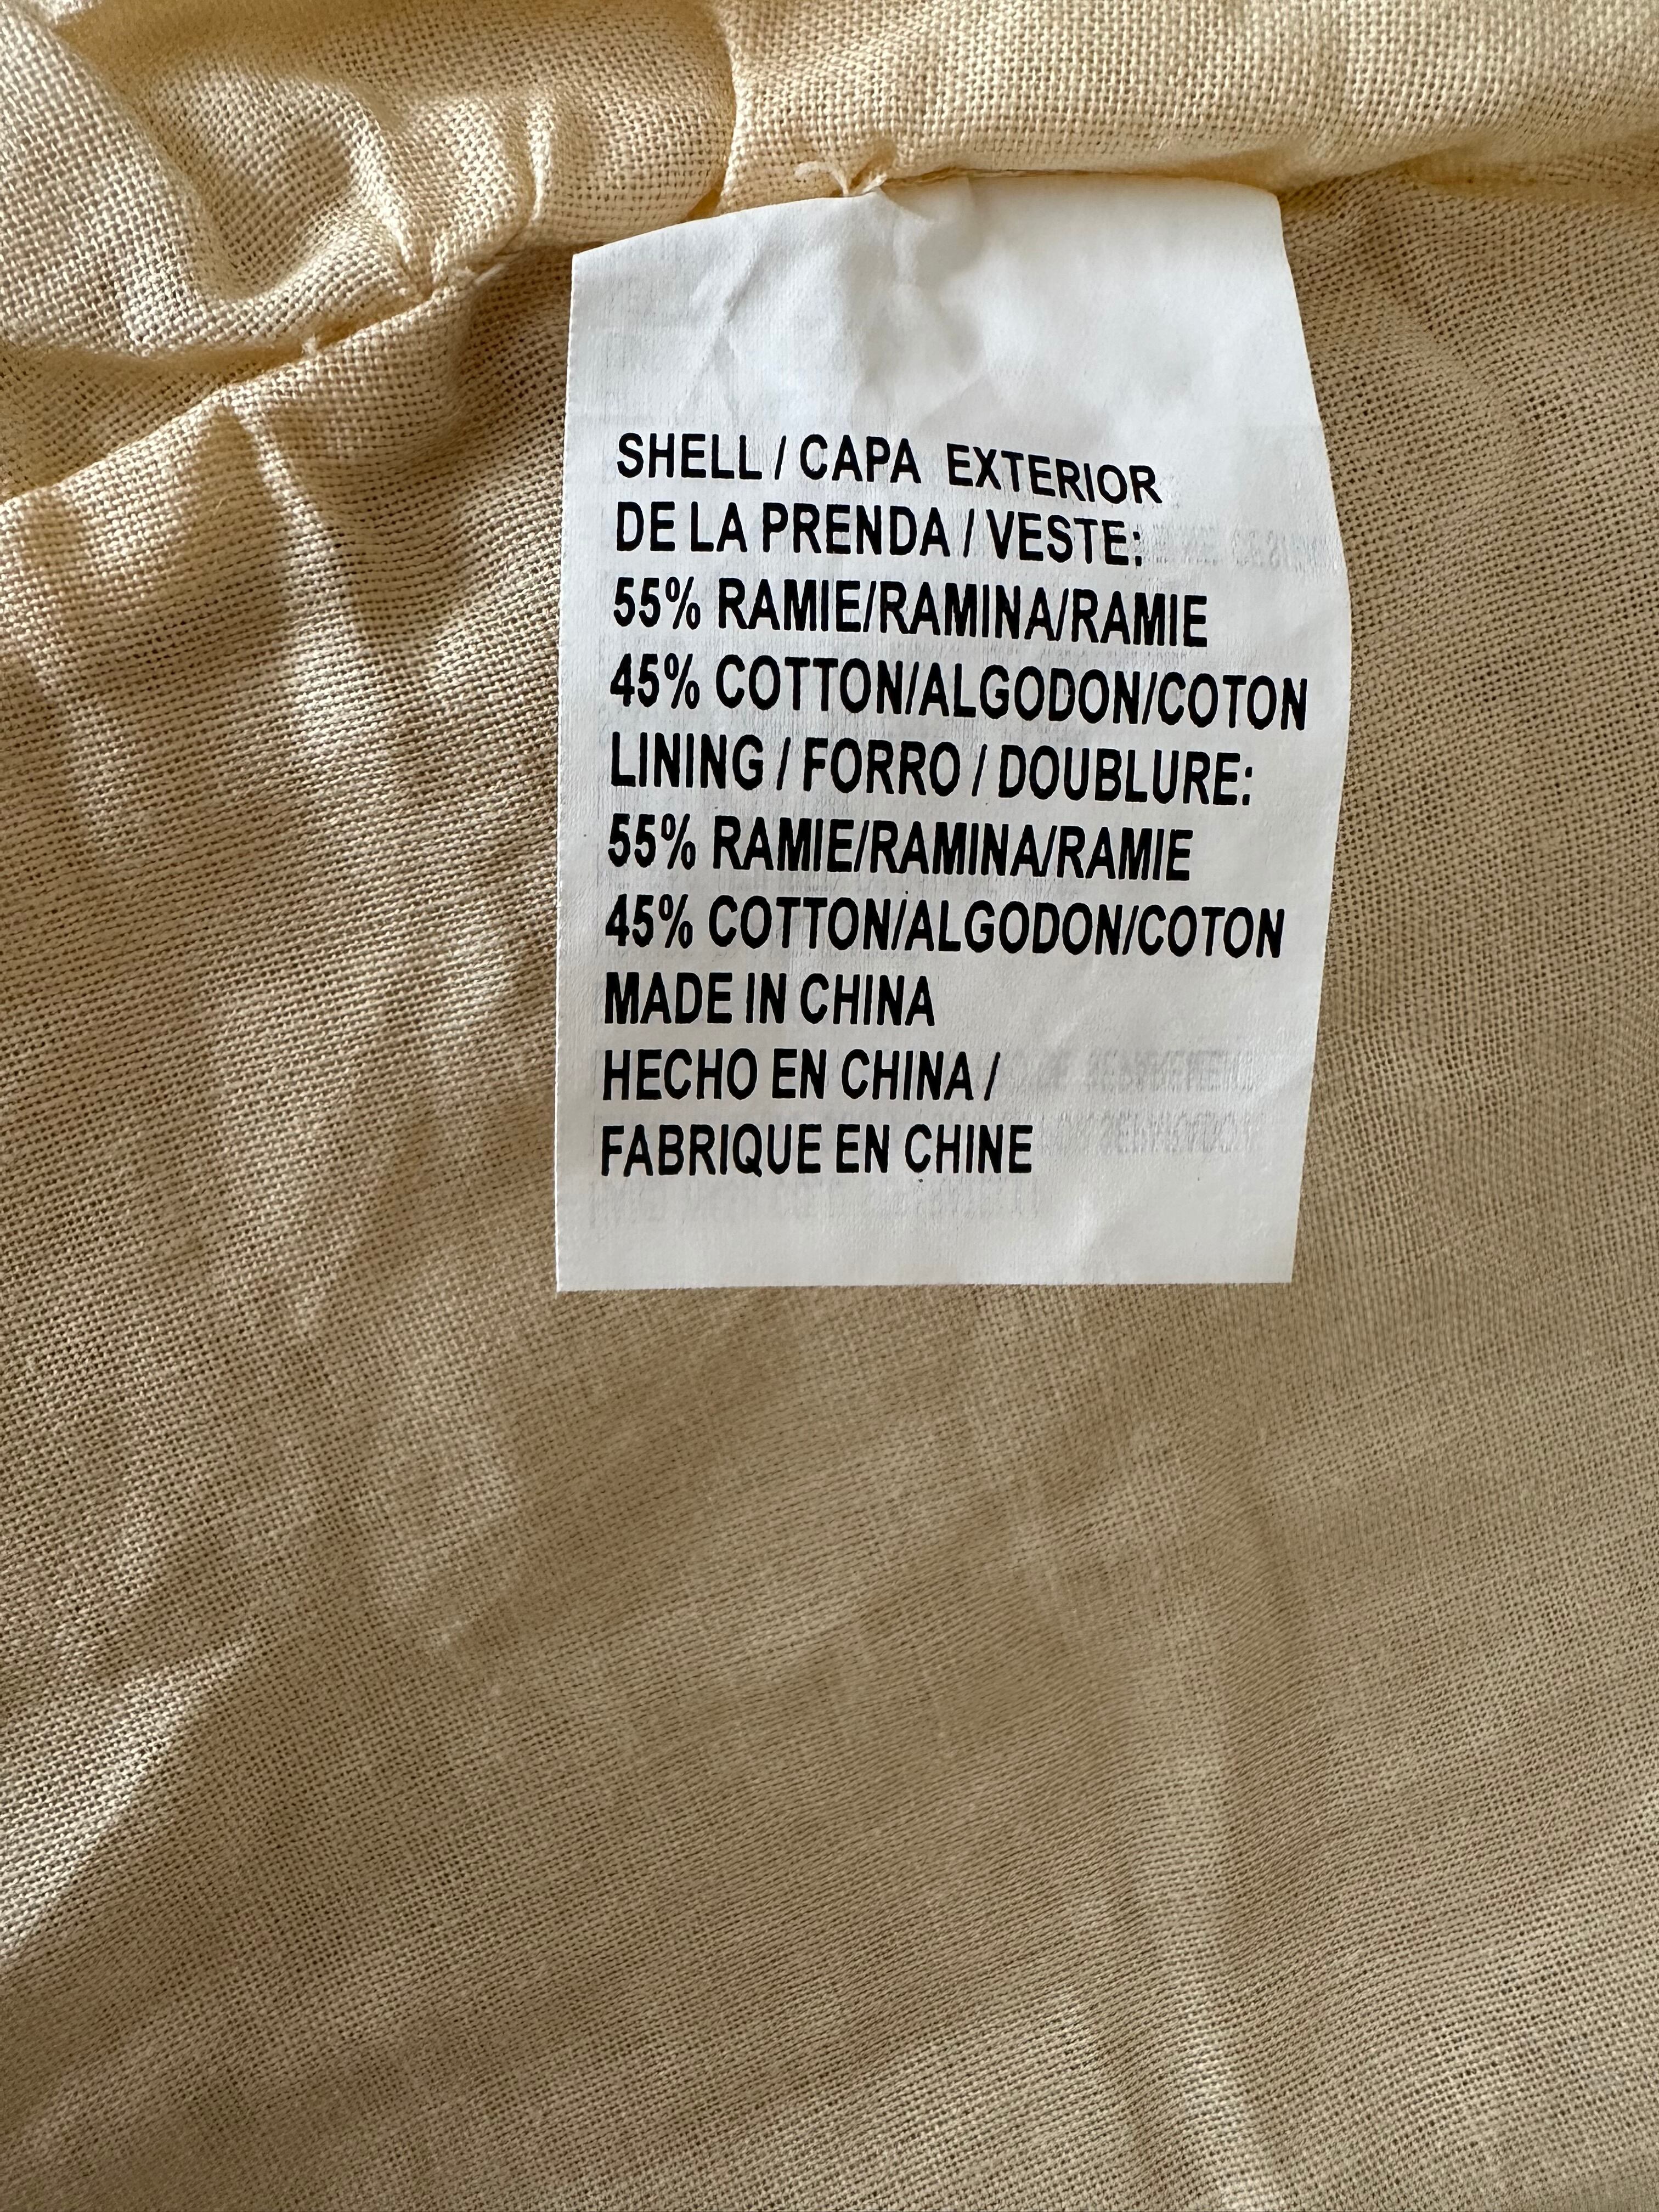 SHELL / CAPA EXTERIOR
DE LA PRENDA / VESTE:
55% RAMIE/RAMINA/RAMIE
45% COTTON/ALGODON/COTON
LINING / FORRO / DOUBLURE:
55% RAMIE/RAMINA/RAMIE
45% COTTON/ALGODON/COTON
MADE IN CHINA
HECHO EN CHINA /
FABRIQUE EN CHINE